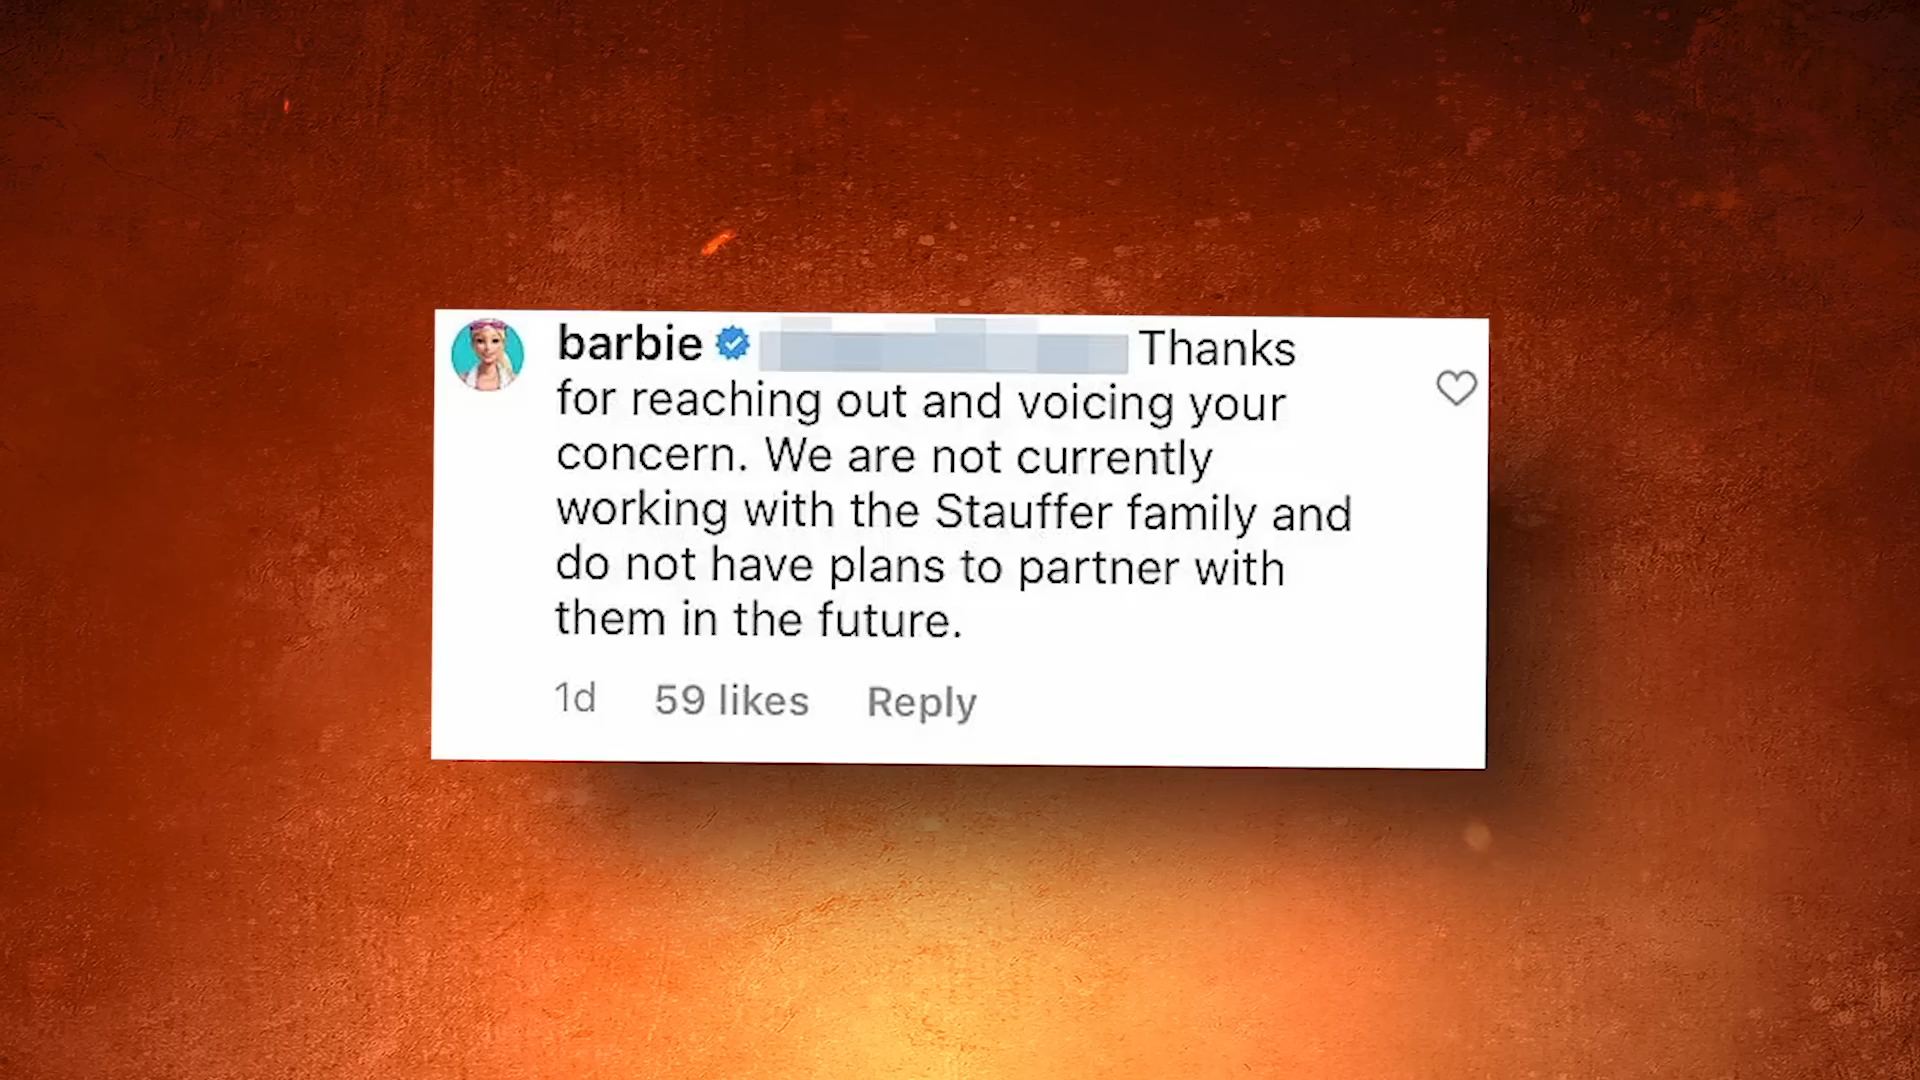 barbie Thanks
for reaching out and voicing your
concern. We are not currently
working with the Stauffer family and
do not have plans to partner with
them in the future.
1d 59 likes Reply